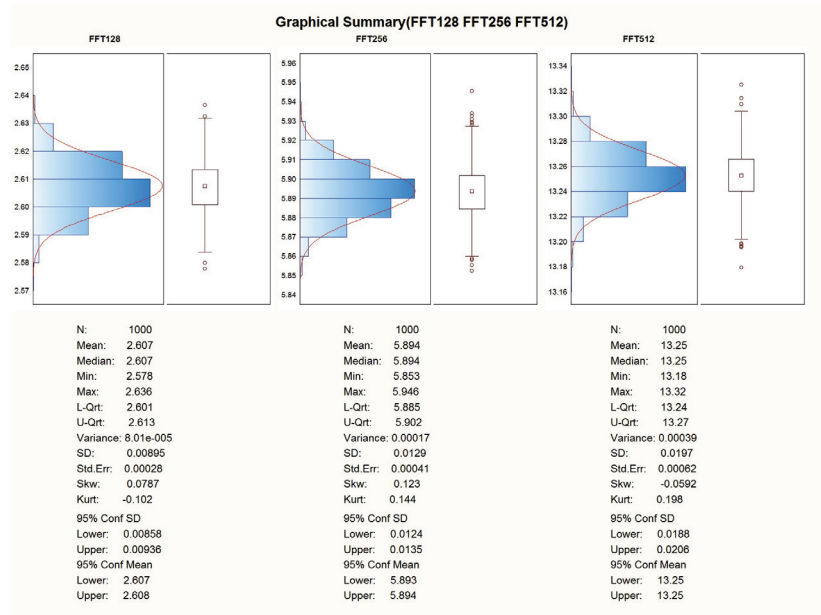 Graphical Summary(FFT128 FFT256 FFT512)
FFT128
FFT256
FFT512
2.65
2.64
2.63
2.62
2.61
2.60
2.59
2.58
2.57
5.96
5.95
5.94
5.93
5.92
5.91
5.90
5.89
5.88
5.87
5.86
5.85
5.84
13.34
13.32
13.30
13.28
13.26
13.24
13.22
13.20
13.18
13.16
N: 1000
Mean: 2.607
Median: 2.607
Min: 2.578
Max: 2.636
L-Qrt: 2.601
U-Qrt: 2.613
Variance: 8.01e-005
SD: 0.00895
Std.Err: 0.00028
Skw: 0.0787
Kurt: -0.102
95% Conf SD
Lower: 0.00858
Upper: 0.00936
95% Conf Mean
Lower: 2.607
Upper: 2.608
N: 1000
Mean: 5.894
Median: 5.894
Min: 5.853
Max: 5.946
L-Qrt: 5.885
U-Qrt: 5.902
Variance: 0.00017
SD: 0.0129
Std.Err: 0.00041
Skw: 0.123
Kurt: 0.144
95% Conf SD
Lower: 0.0124
Upper: 0.0135
95% Conf Mean
Lower: 5.893
Upper: 5.894
N: 1000
Mean: 13.25
Median: 13.25
Min: 13.18
Max: 13.32
L-Qrt: 13.24
U-Qrt: 13.27
Variance: 0.00039
SD: 0.0197
Std.Err: 0.00062
Skw: -0.0592
Kurt: 0.198
95% Conf SD
Lower: 0.0188
Upper: 0.0206
95% Conf Mean
Lower: 13.25
Upper: 13.25